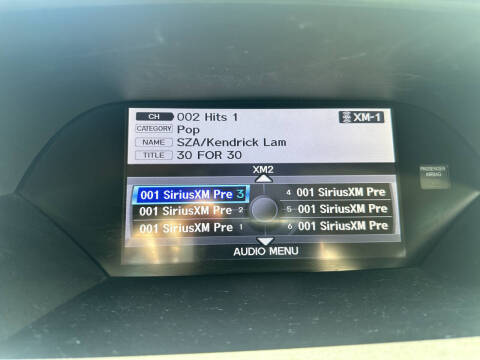 CH 002 Hits 1 XM-1
CATEGORY Pop
NAME SZA/Kendrick Lam
TITLE 30 FOR 30
XM2
001 SiriusXM Pre 3 4 001 SiriusXM Pre
001 SiriusXM Pre 2 5 001 SiriusXM Pre
001 SiriusXM Pre 1 6 001 SiriusXM Pre
AUDIO MENU
PASSENGER
AIRBAG